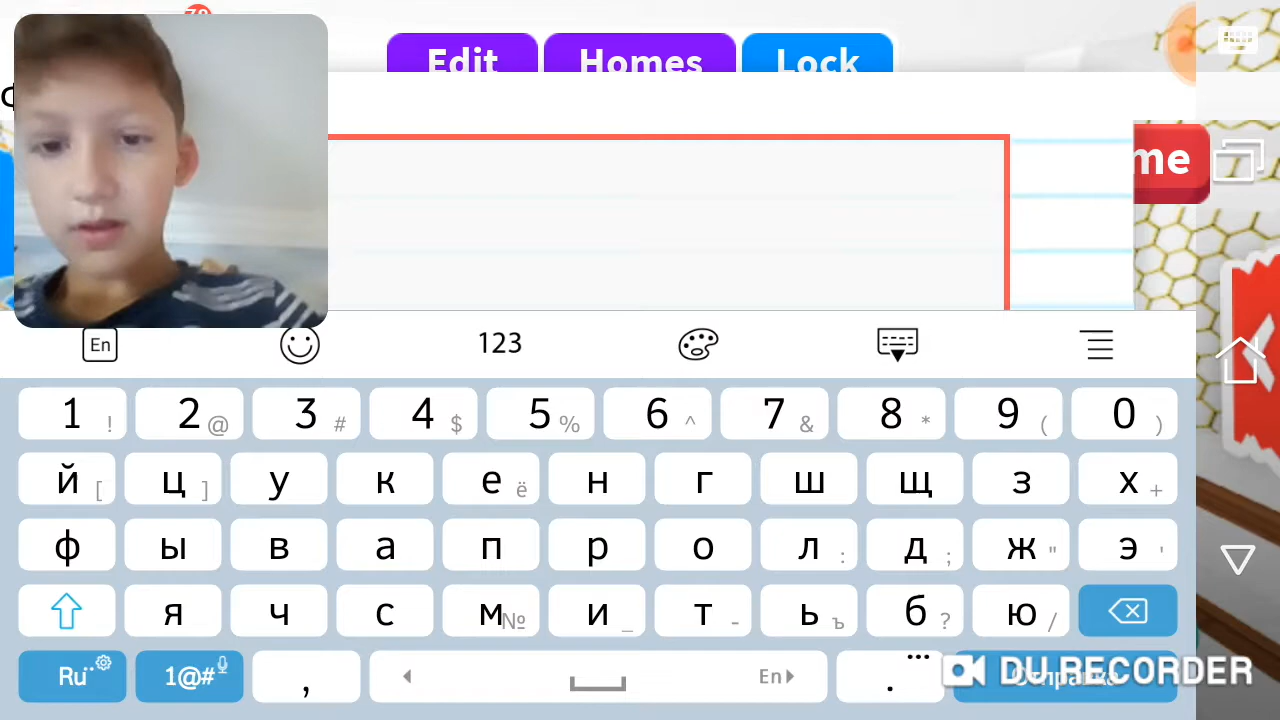 Edit Homes Lock
me
En 123
1 ! 2 @ 3 # 4 $ 5 % 6 ^ 7 & 8 * 9 ( 0 )
й [ ц ] у к е ё н г ш щ з х +
ф ы в а п р о л : д ; ж " э '
я ч с м № и _ т - ь ъ б ? ю /
Ru 1@# , En . ... Отправка
DU RECORDER